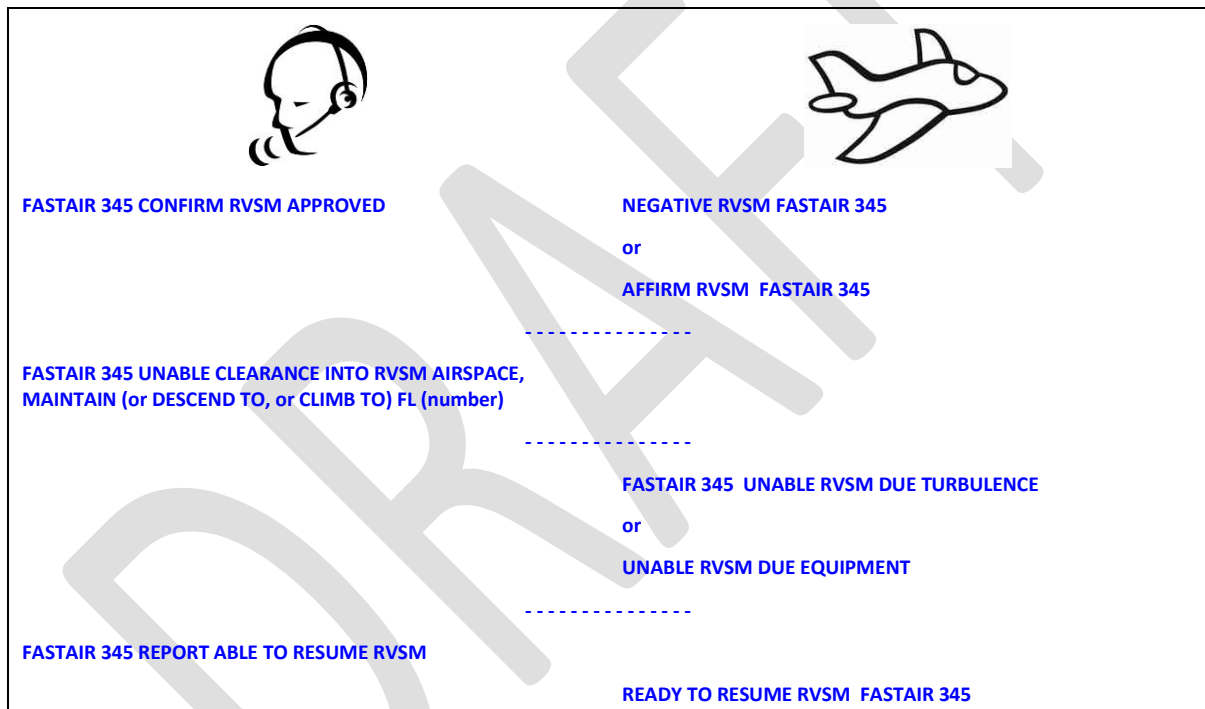 FASTAIR 345 CONFIRM RVSM APPROVED
NEGATIVE RVSM FASTAIR 345
or
AFFIRM RVSM  FASTAIR 345
- - - - - - - - - - - - - - -
FASTAIR 345 UNABLE CLEARANCE INTO RVSM AIRSPACE,
MAINTAIN (or DESCEND TO, or CLIMB TO) FL (number)
- - - - - - - - - - - - - - -
FASTAIR 345  UNABLE RVSM DUE TURBULENCE
or
UNABLE RVSM DUE EQUIPMENT
- - - - - - - - - - - - - - -
FASTAIR 345 REPORT ABLE TO RESUME RVSM
READY TO RESUME RVSM  FASTAIR 345
DRAFT